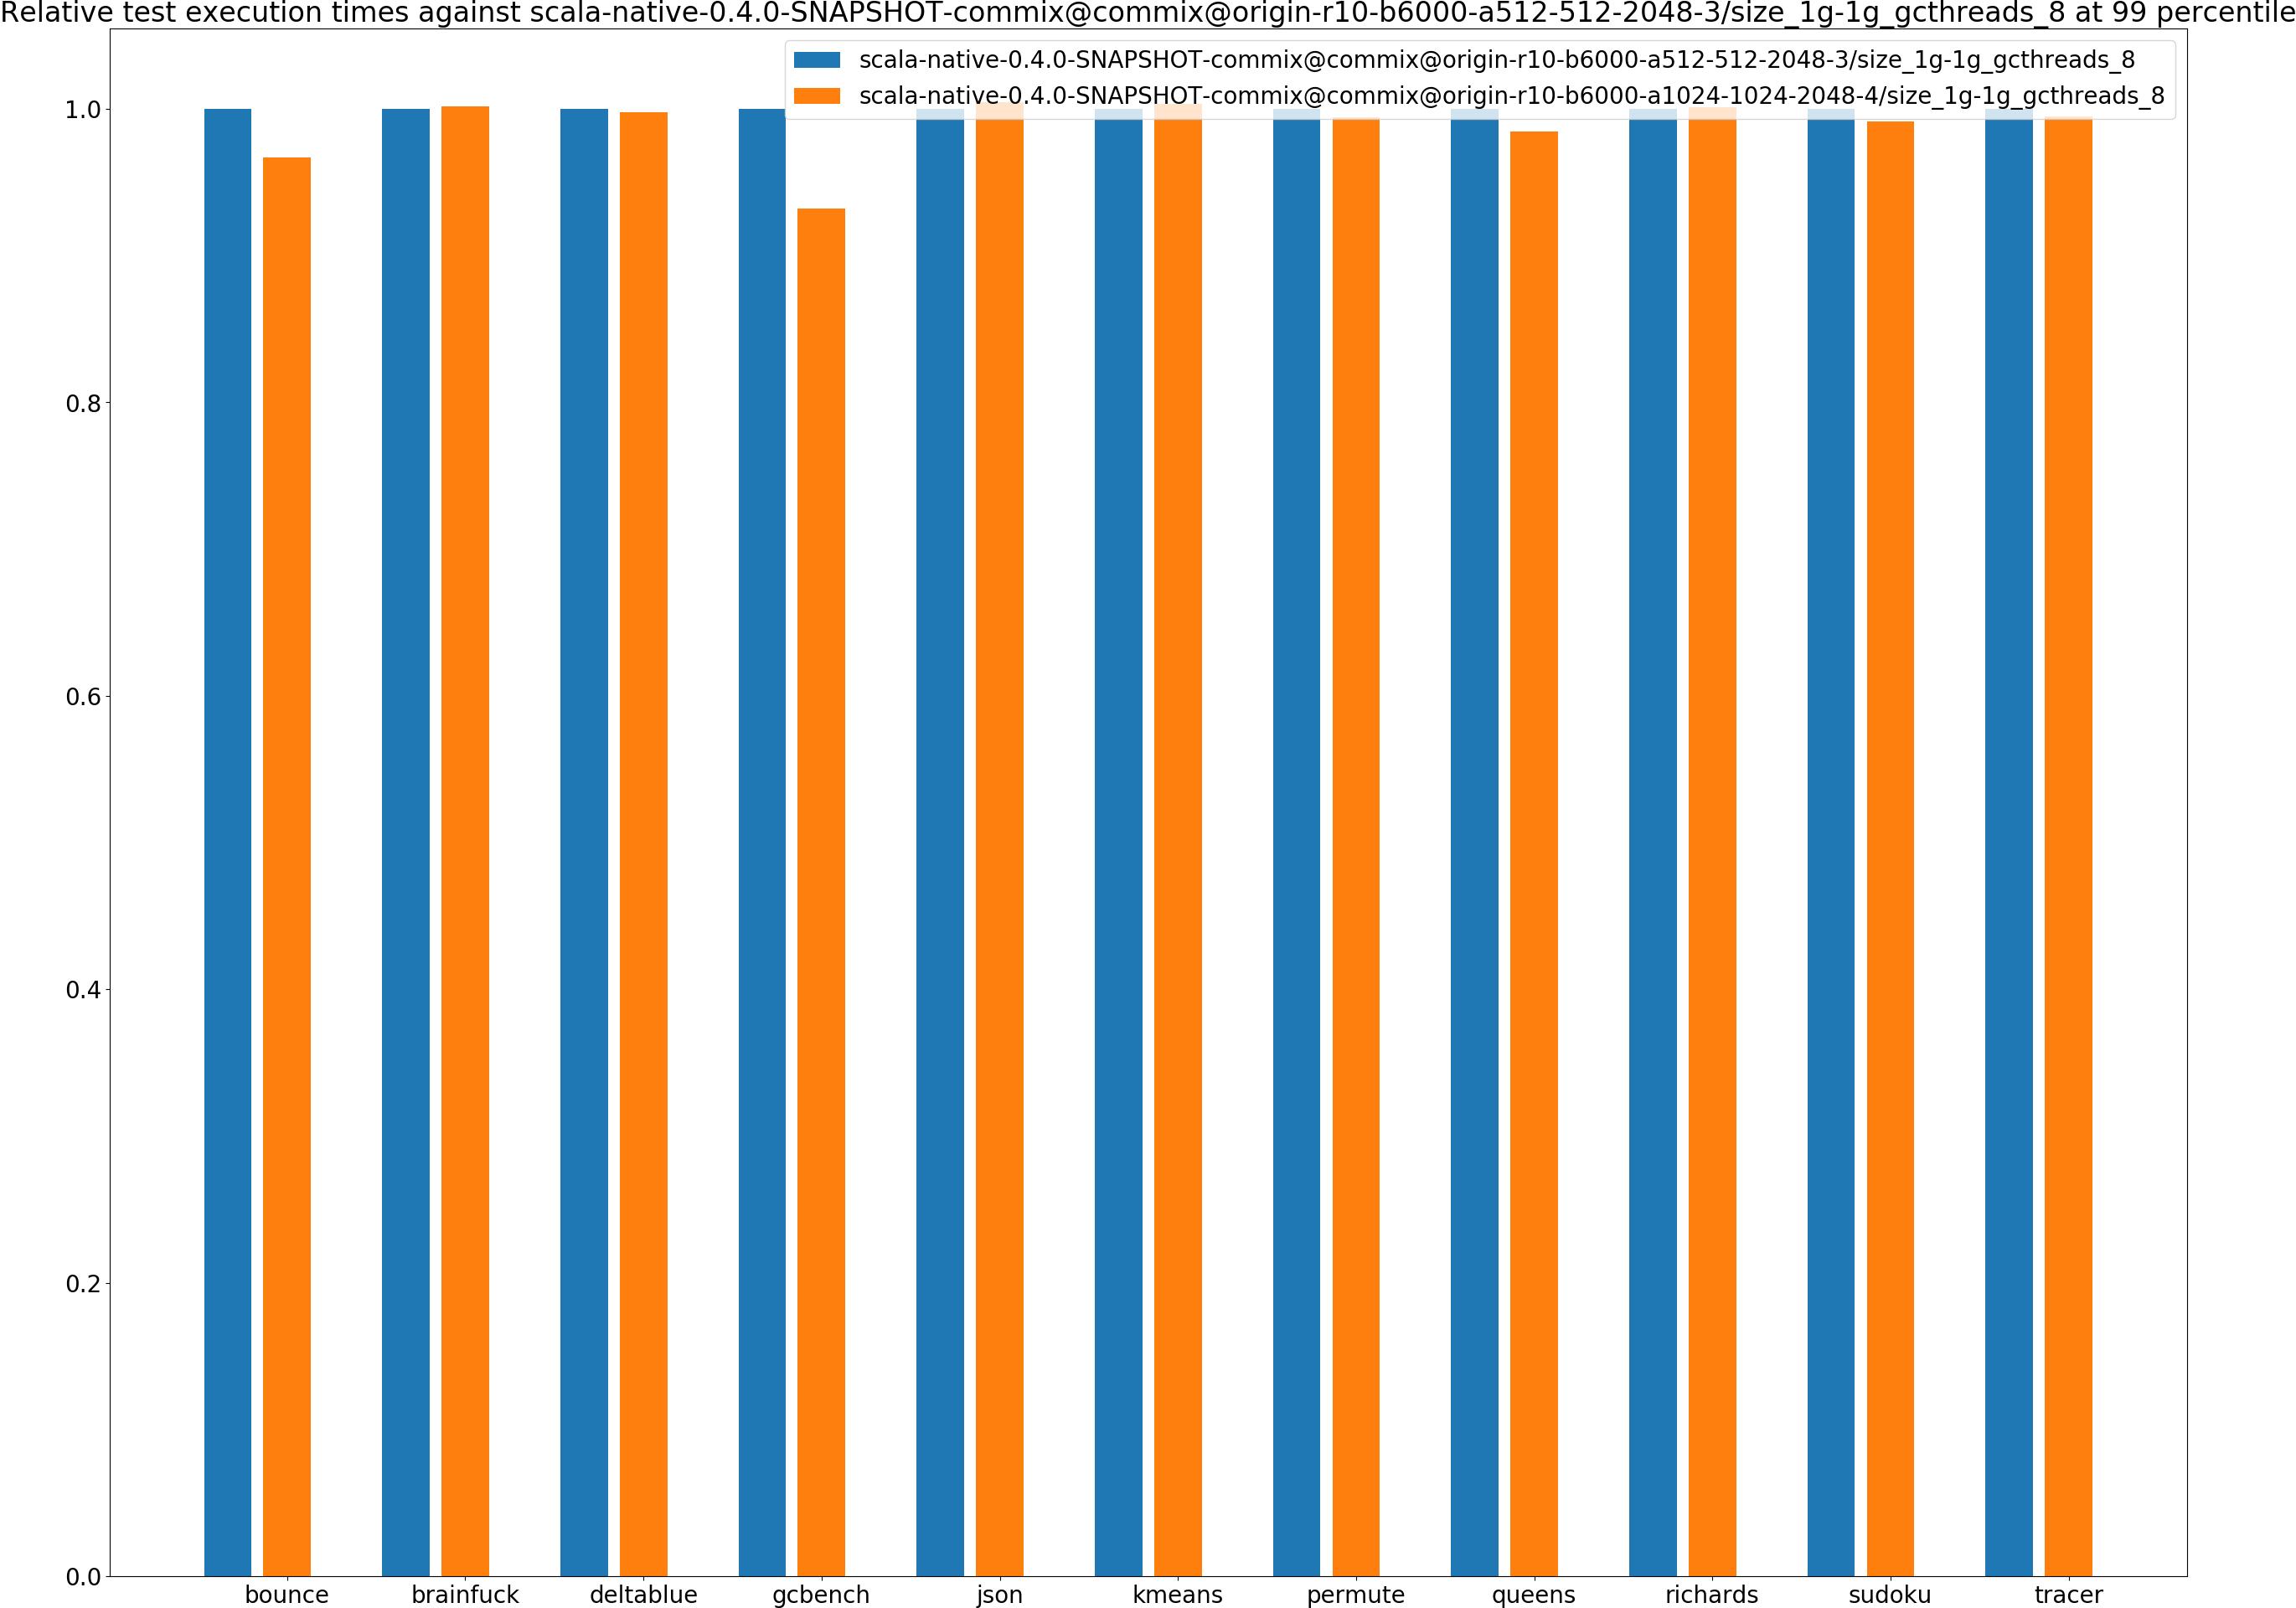 Relative test execution times against scala-native-0.4.0-SNAPSHOT-commix@commix@origin-r10-b6000-a512-512-2048-3/size_1g-1g_gcthreads_8 at 99 percentile
scala-native-0.4.0-SNAPSHOT-commix@commix@origin-r10-b6000-a512-512-2048-3/size_1g-1g_gcthreads_8
scala-native-0.4.0-SNAPSHOT-commix@commix@origin-r10-b6000-a1024-1024-2048-4/size_1g-1g_gcthreads_8
1.0
0.8
0.6
0.4
0.2
0.0
bounce brainfuck deltablue gcbench json kmeans permute queens richards sudoku tracer